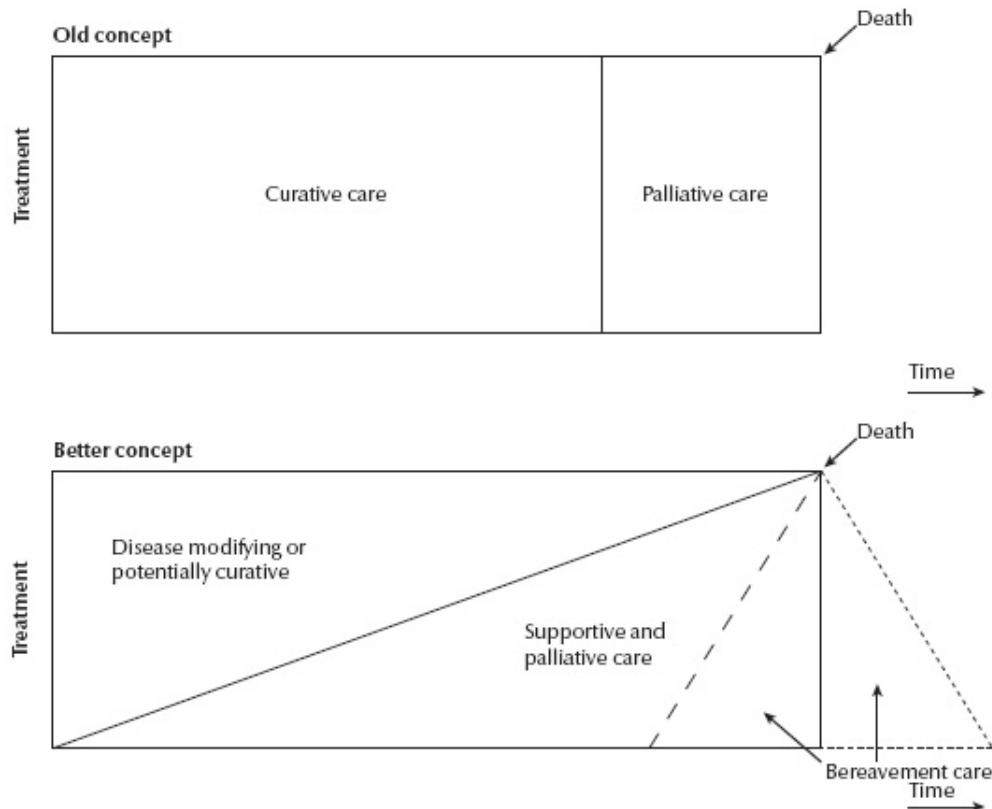 Old concept
Death
Treatment
Curative care
Palliative care
Time
Better concept
Death
Treatment
Disease modifying or
potentially curative
Supportive and
palliative care
Bereavement care
Time